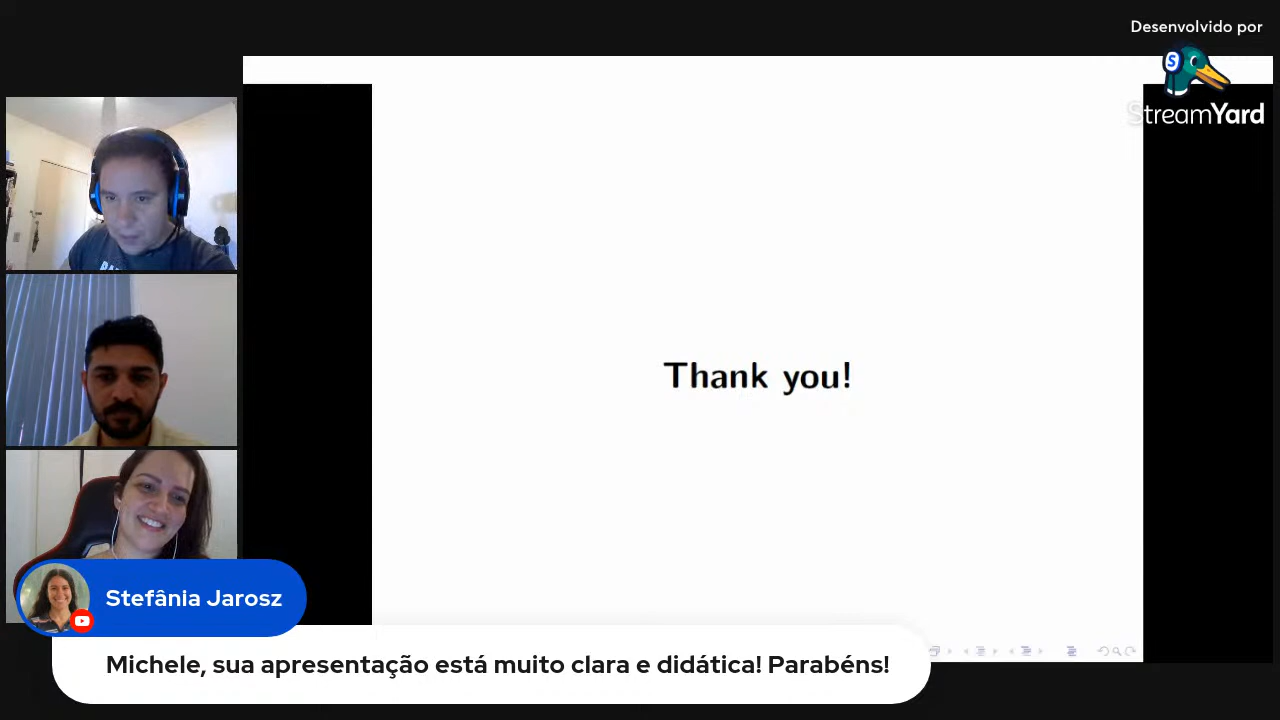 Desenvolvido por
StreamYard
Thank you!
Stefânia Jarosz
Michele, sua apresentação está muito clara e didática! Parabéns!